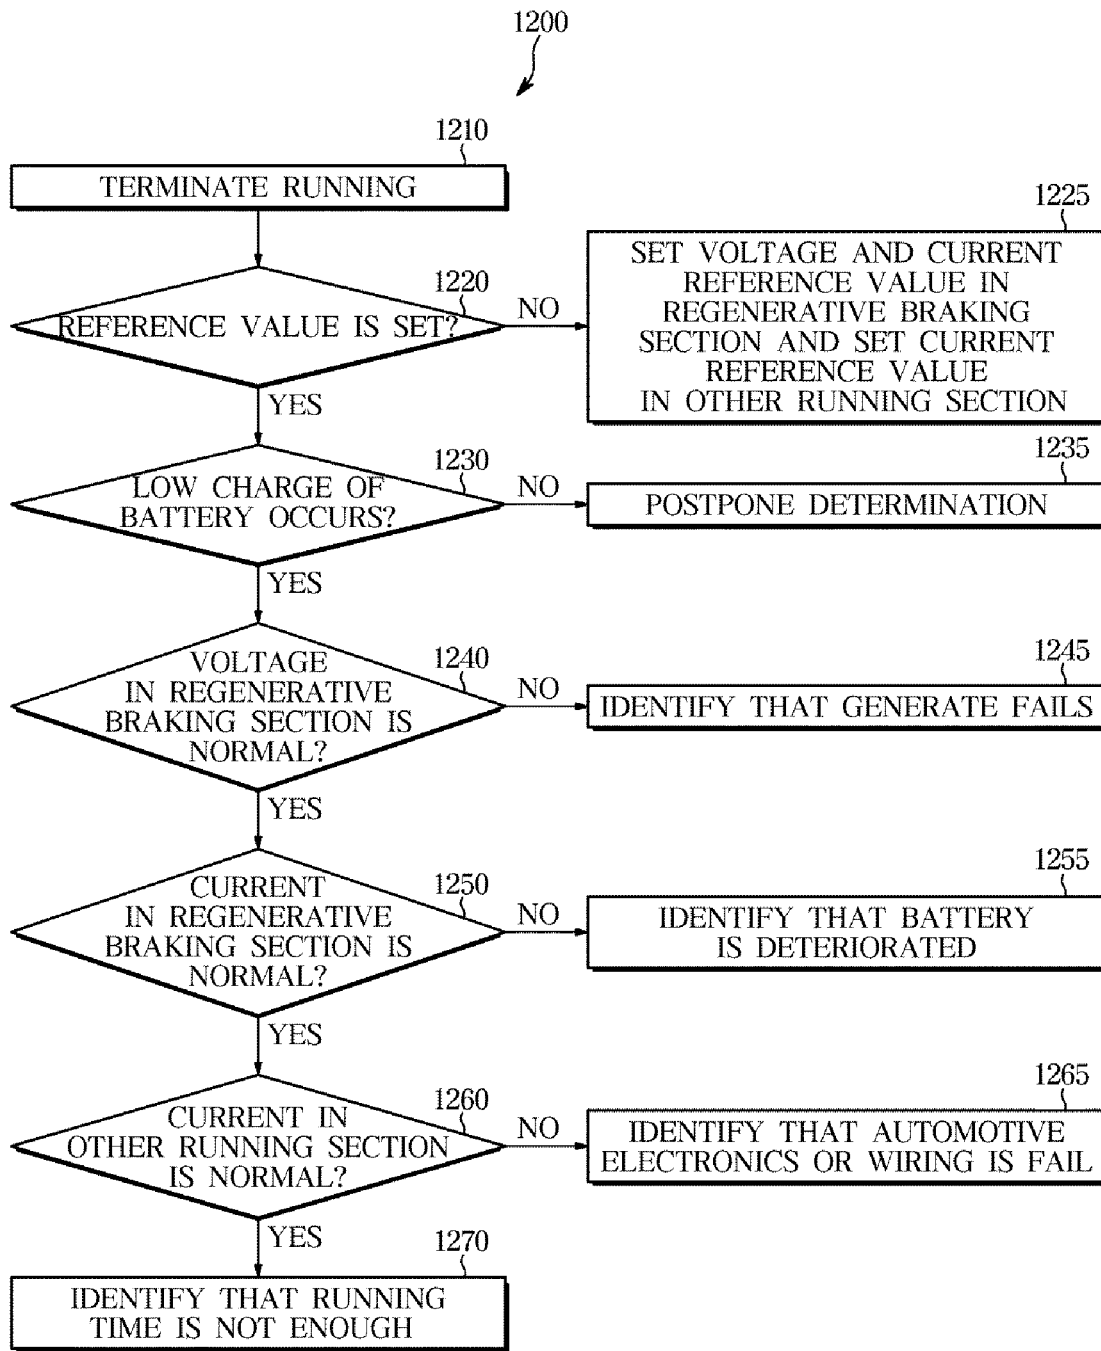 1200
1210
TERMINATE RUNNING
1225
SET VOLTAGE AND CURRENT
REFERENCE VALUE IN
REGENERATIVE BRAKING
SECTION AND SET CURRENT
REFERENCE VALUE
IN OTHER RUNNING SECTION
1220
REFERENCE VALUE IS SET?
NO
YES
1230
LOW CHARGE OF
BATTERY OCCURS?
NO
1235
POSTPONE DETERMINATION
YES
1240
VOLTAGE
IN REGENERATIVE
BRAKING SECTION IS
NORMAL?
NO
1245
IDENTIFY THAT GENERATE FAILS
YES
1250
CURRENT
IN REGENERATIVE
BRAKING SECTION IS
NORMAL?
NO
1255
IDENTIFY THAT BATTERY
IS DETERIORATED
YES
1260
CURRENT IN
OTHER RUNNING SECTION
IS NORMAL?
NO
1265
IDENTIFY THAT AUTOMOTIVE
ELECTRONICS OR WIRING IS FAIL
YES
1270
IDENTIFY THAT RUNNING
TIME IS NOT ENOUGH